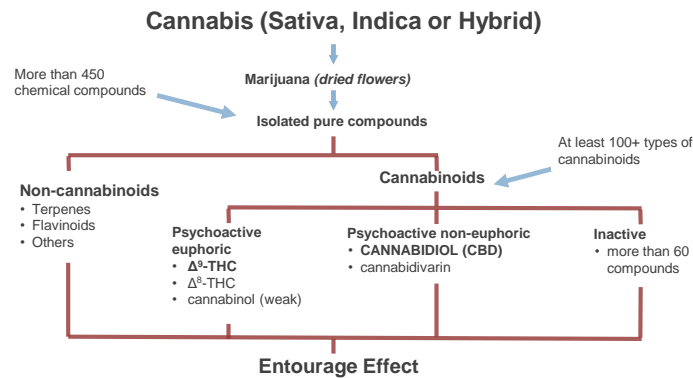 Cannabis (Sativa, Indica or Hybrid)
More than 450
chemical compounds
Marijuana (dried flowers)
Isolated pure compounds
At least 100+ types of
cannabinoids
Non-cannabinoids
• Terpenes
• Flavinoids
• Others
Cannabinoids
Psychoactive
euphoric
• Δ⁹-THC
• Δ⁸-THC
• cannabinol (weak)
Psychoactive non-euphoric
• CANNABIDIOL (CBD)
• cannabidivarin
Inactive
• more than 60
compounds
Entourage Effect